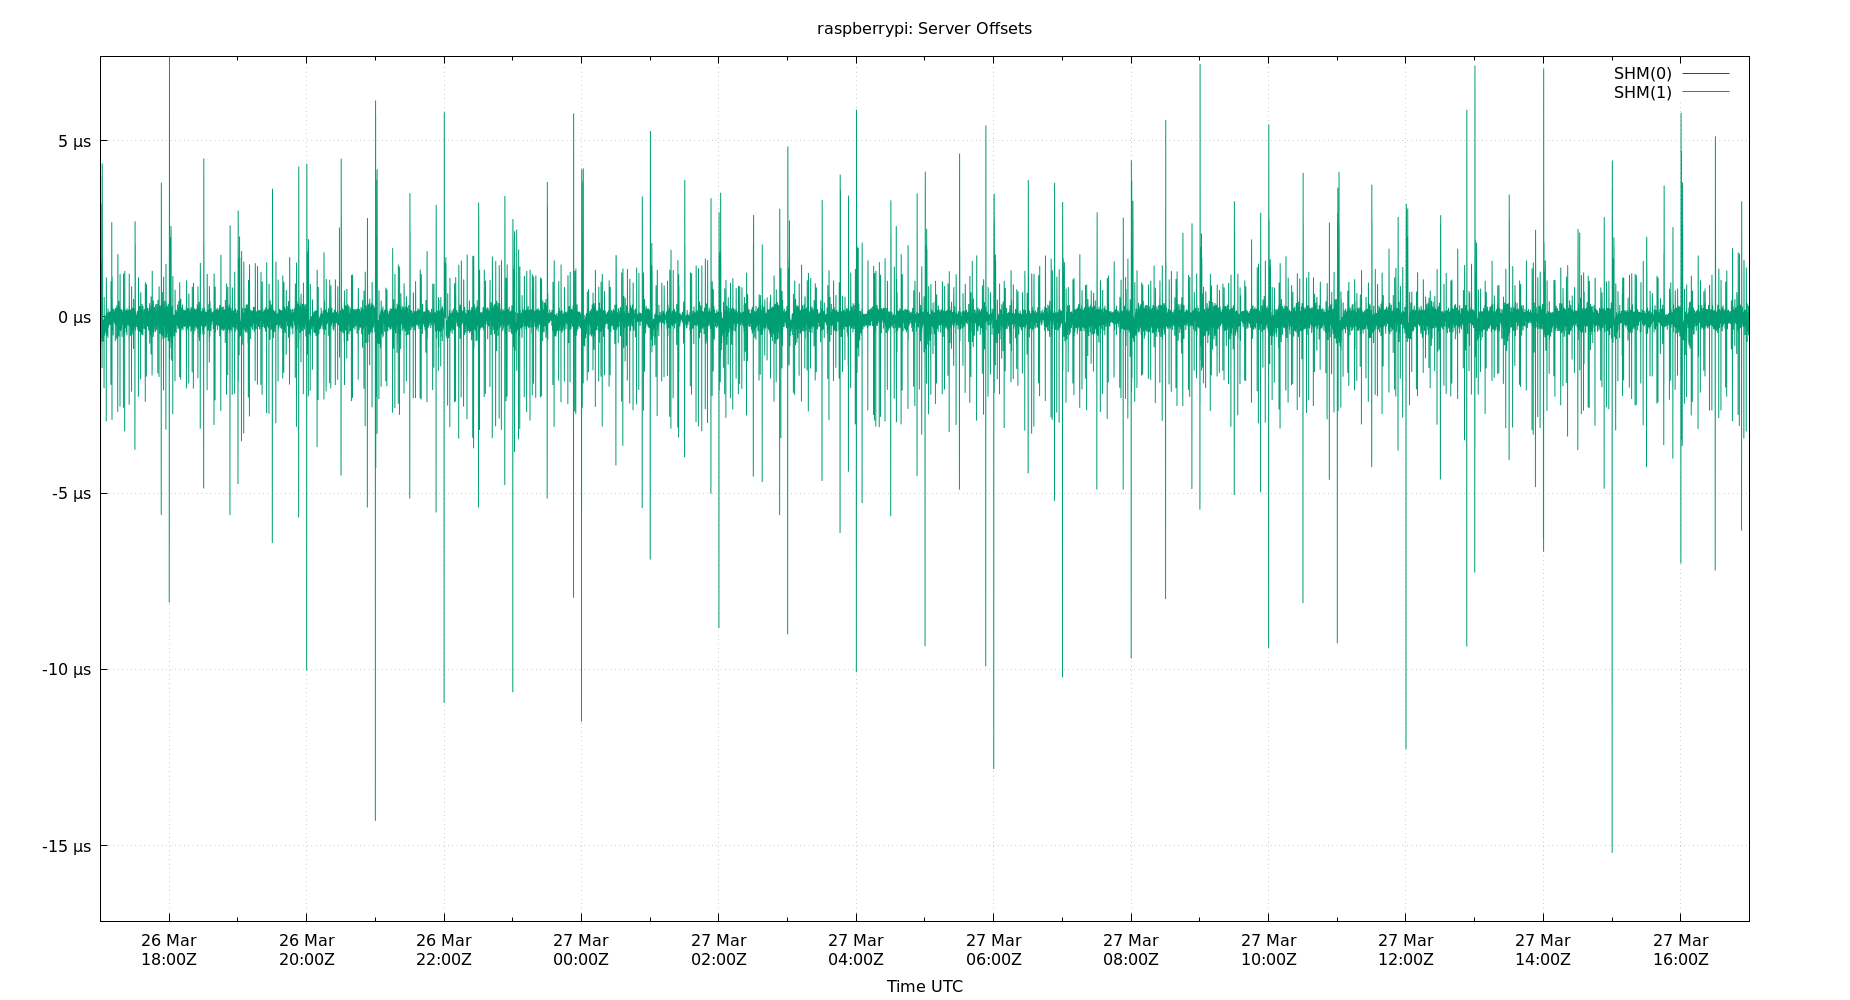 raspberrypi: Server Offsets
SHM(0)
SHM(1)
5 µs
0 µs
-5 µs
-10 µs
-15 µs
26 Mar 26 Mar 26 Mar 27 Mar 27 Mar 27 Mar 27 Mar 27 Mar 27 Mar 27 Mar 27 Mar 27 Mar
18:00Z 20:00Z 22:00Z 00:00Z 02:00Z 04:00Z 06:00Z 08:00Z 10:00Z 12:00Z 14:00Z 16:00Z
Time UTC